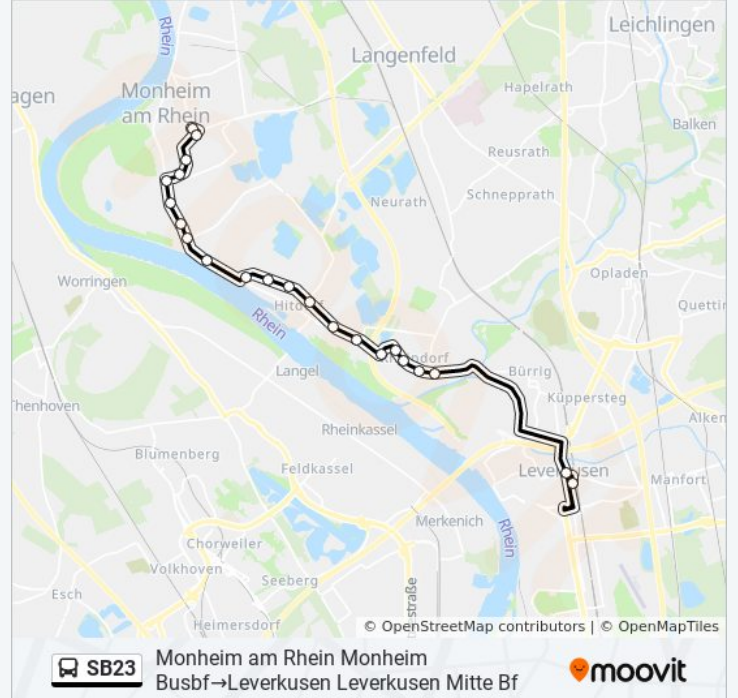 Rhein
Leichlingen
Langenfeld
Hapelrath
agen
Monheim
am Rhein
Balken
Reusrath
Schnepprath
Neurath
Opladen
Worringen
Quettin
Hitdorf
Rhein
Langel
Bürrig
Küppersteg
Thenhoven
Alken
Rheinkassel
Blumenberg
Feldkassel
Leverkusen
Manfort
Merkenich
Rhein
Chorweiler
Volkhoven
Seeberg
Esch
straße
Heimersdorf
© OpenStreetMap contributors | © OpenMapTiles
SB23
Monheim am Rhein Monheim
Busbf→Leverkusen Leverkusen Mitte Bf
moovit